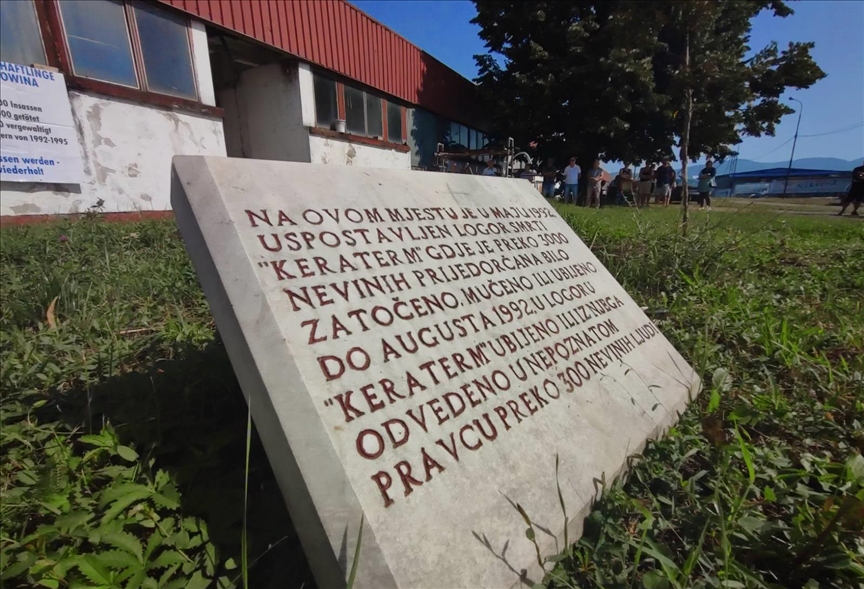 HAFTLINGE
OWINA
00 Insassen
00 getötet
0 vergewaltigt
ern von 1992-1995
ssen werden-
wiederholt
NA OVOM MJESTU JE U MAJU 1992.
USPOSTAVLJEN LOGOR SMRTI
"KERATERM" GDJE JE PREKO 3000
NEVINIH PRIJEDORČANA BILO
ZATOČENO, MUČENO ILI UBIJENO
DO AUGUSTA 1992. U LOGORU
"KERATERM" UBIJENO ILI IZ NJEGA
ODVEDENO U NEPOZNATOM
PRAVCU PREKO 300 NEVINIH LJUDI